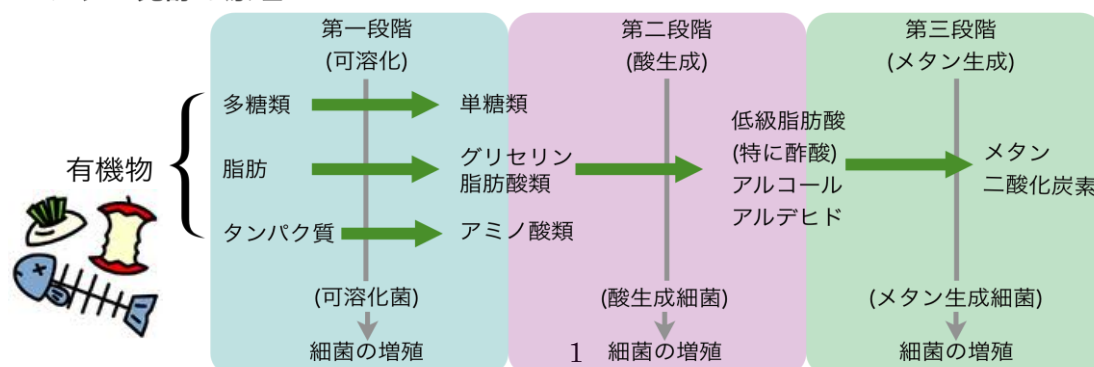 第一段階
(可溶化)
第二段階
(酸生成)
第三段階
(メタン生成)
有機物
多糖類
単糖類
脂肪
グリセリン
脂肪酸類
タンパク質
アミノ酸類
低級脂肪酸
(特に酢酸)
アルコール
アルデヒド
メタン
二酸化炭素
(可溶化菌)
(酸生成細菌)
(メタン生成細菌)
細菌の増殖
1
細菌の増殖
細菌の増殖